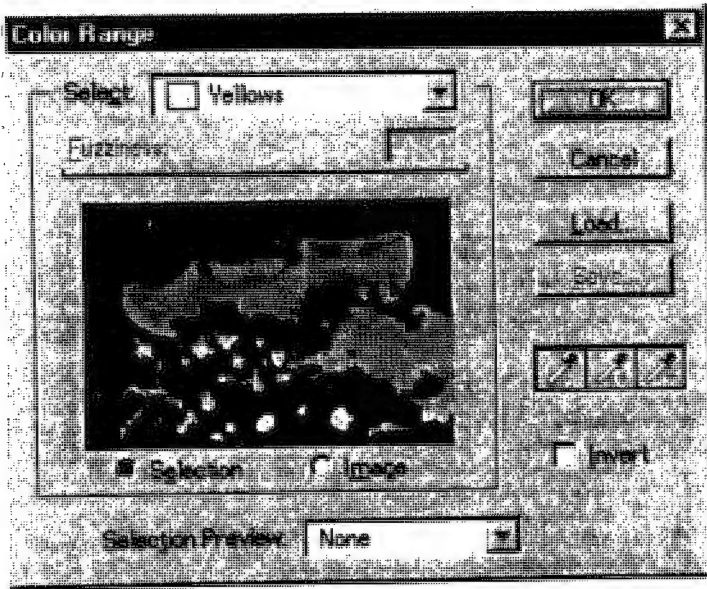 Color Range
Select: Yellows
OK
Fuzziness:
Cancel
Load...
Save...
Selection Image
Invert
Selection Preview: None